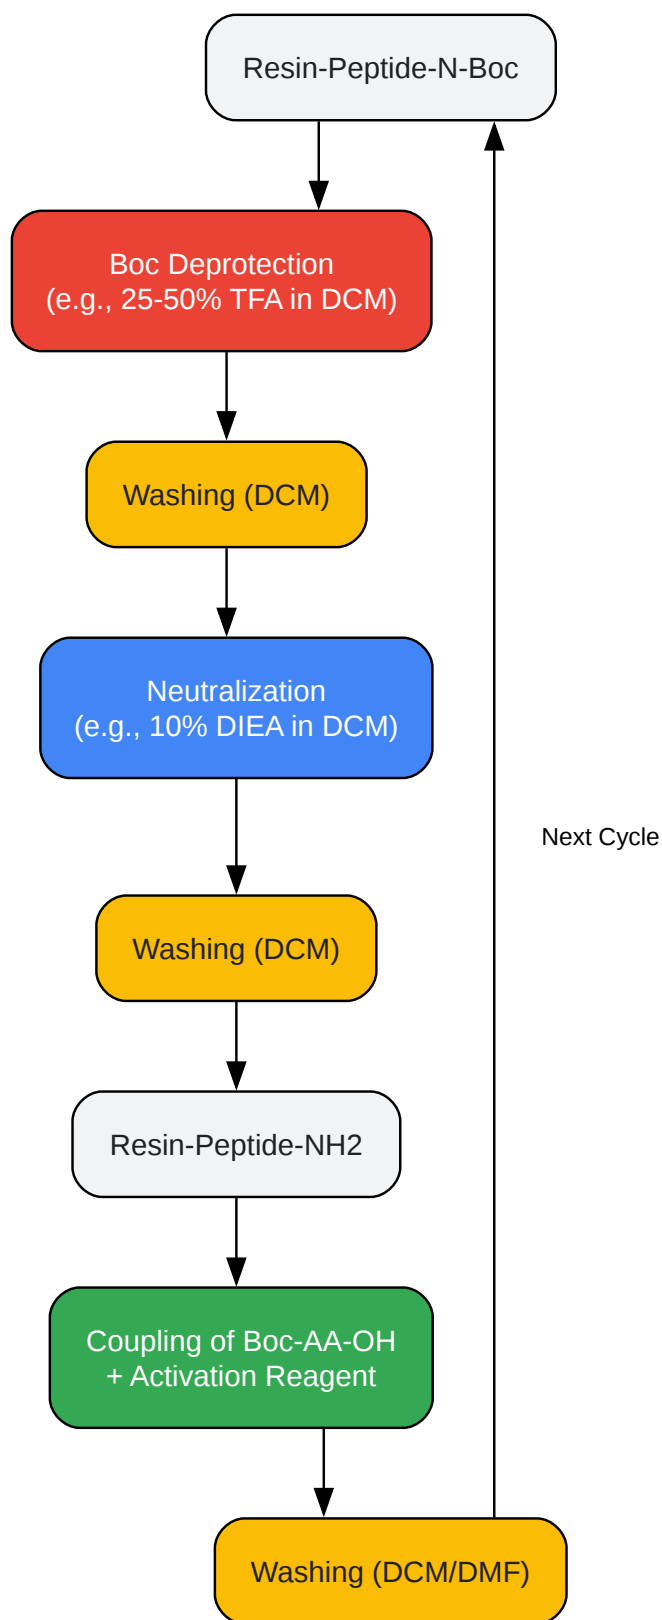 Resin-Peptide-N-Boc
Boc Deprotection
(e.g., 25-50% TFA in DCM)
Washing (DCM)
Neutralization
(e.g., 10% DIEA in DCM)
Next Cycle
Washing (DCM)
Resin-Peptide-NH2
Coupling of Boc-AA-OH
+ Activation Reagent
Washing (DCM/DMF)